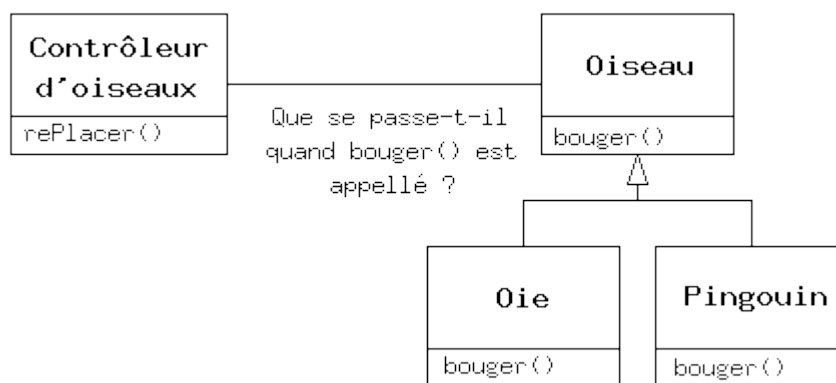 Contrôleur
d'oiseaux
rePlacer()
Que se passe-t-il
quand bouger() est
appellé ?
Oiseau
bouger()
Oie
bouger()
Pingouin
bouger()